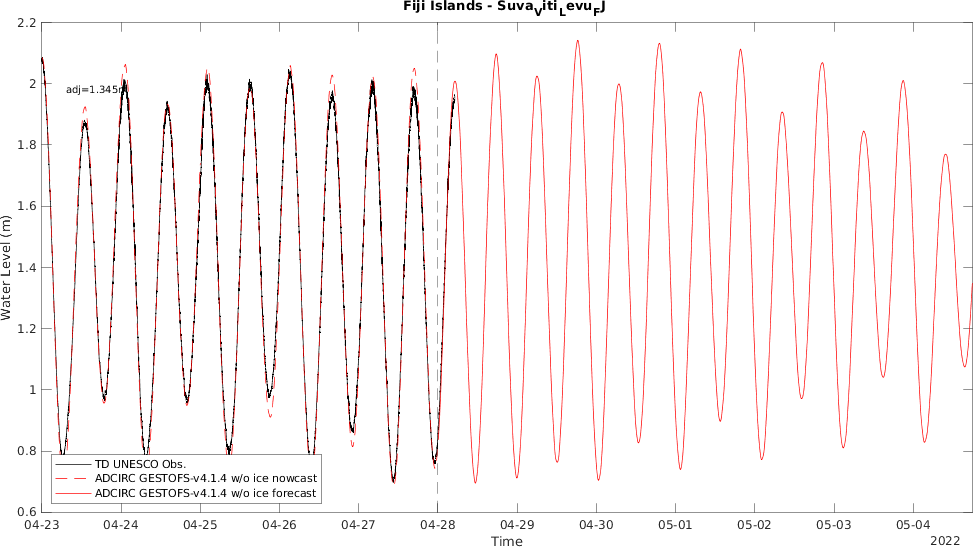 Fiji Islands - Suva_Viti_Levu_FJ
2.2
2
1.8
1.6
1.4
1.2
1
0.8
0.6
Water Level (m)
adj=1.345
TD UNESCO Obs.
ADCIRC GESTOFS-v4.1.4 w/o ice nowcast
ADCIRC GESTOFS-v4.1.4 w/o ice forecast
04-23 04-24 04-25 04-26 04-27 04-28 04-29 04-30 05-01 05-02 05-03 05-04
Time
2022